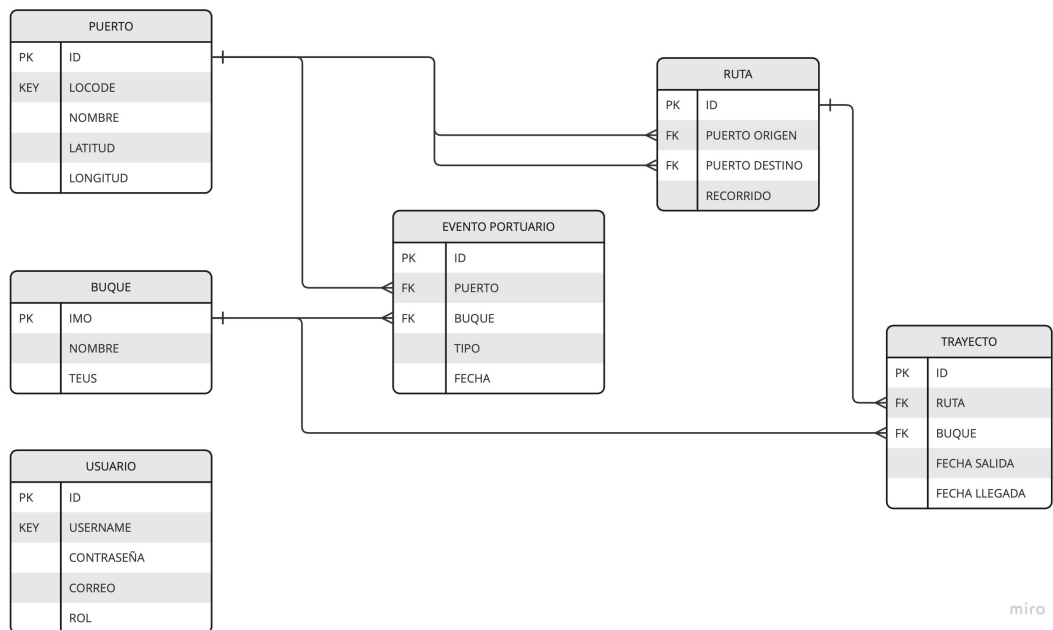 PUERTO
PK ID
KEY LOCODE
NOMBRE
LATITUD
LONGITUD
RUTA
PK ID
FK PUERTO ORIGEN
FK PUERTO DESTINO
RECORRIDO
EVENTO PORTUARIO
PK ID
FK PUERTO
FK BUQUE
TIPO
FECHA
BUQUE
PK IMO
NOMBRE
TEUS
TRAYECTO
PK ID
FK RUTA
FK BUQUE
FECHA SALIDA
FECHA LLEGADA
USUARIO
PK ID
KEY USERNAME
CONTRASEÑA
CORREO
ROL
miro